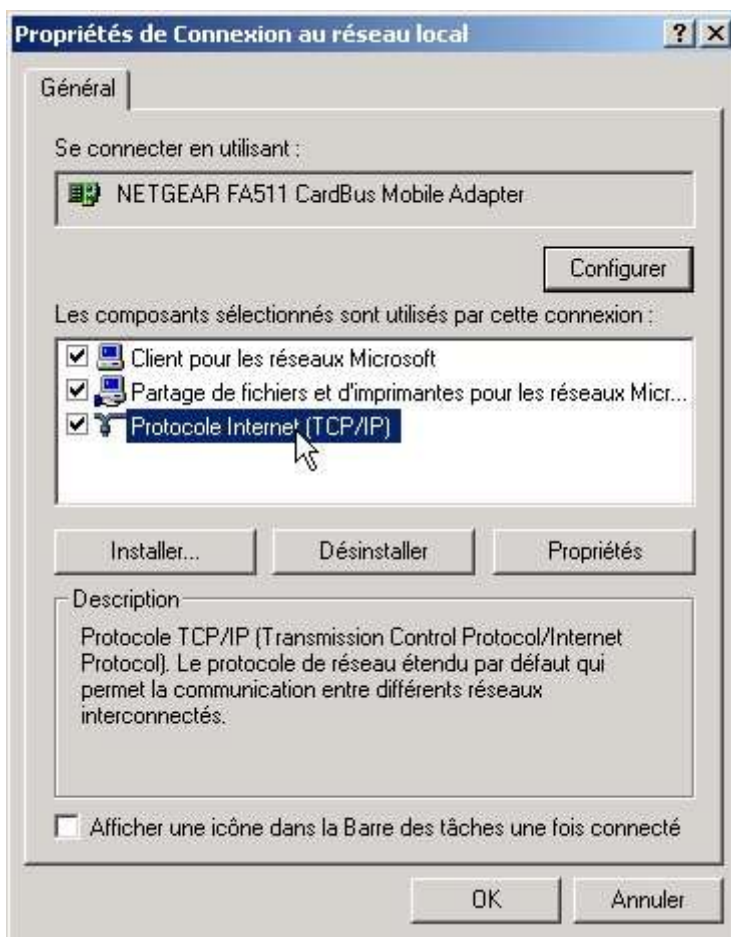 Propriétés de Connexion au réseau local
Général
Se connecter en utilisant :
NETGEAR FA511 CardBus Mobile Adapter
Configurer
Les composants sélectionnés sont utilisés par cette connexion :
Client pour les réseaux Microsoft
Partage de fichiers et d'imprimantes pour les réseaux Micr...
Protocole Internet (TCP/IP)
Installer...
Désinstaller
Propriétés
Description
Protocole TCP/IP (Transmission Control Protocol/Internet
Protocol). Le protocole de réseau étendu par défaut qui
permet la communication entre différents réseaux
interconnectés.
Afficher une icône dans la Barre des tâches une fois connecté
OK
Annuler